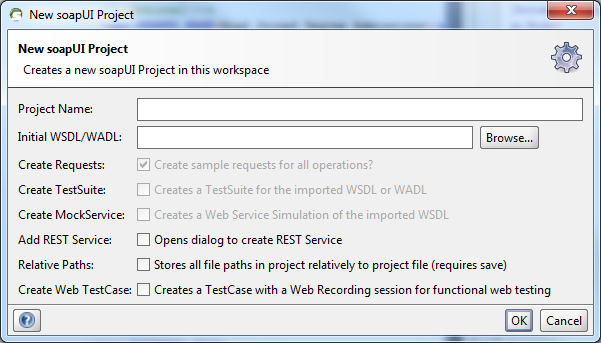 New soapUI Project
New soapUI Project
Creates a new soapUI Project in this workspace
Project Name:
Initial WSDL/WADL: Browse...
Create Requests: Create sample requests for all operations?
Create TestSuite: Creates a TestSuite for the imported WSDL or WADL
Create MockService: Creates a Web Service Simulation of the imported WSDL
Add REST Service: Opens dialog to create REST Service
Relative Paths: Stores all file paths in project relatively to project file (requires save)
Create Web TestCase: Creates a TestCase with a Web Recording session for functional web testing
? OK Cancel